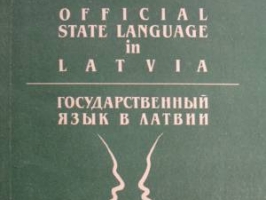 OFFICIAL
STATE LANGUAGE
in
LATVIA
ГОСУДАРСТВЕННЫЙ
ЯЗЫК В ЛАТВИИ